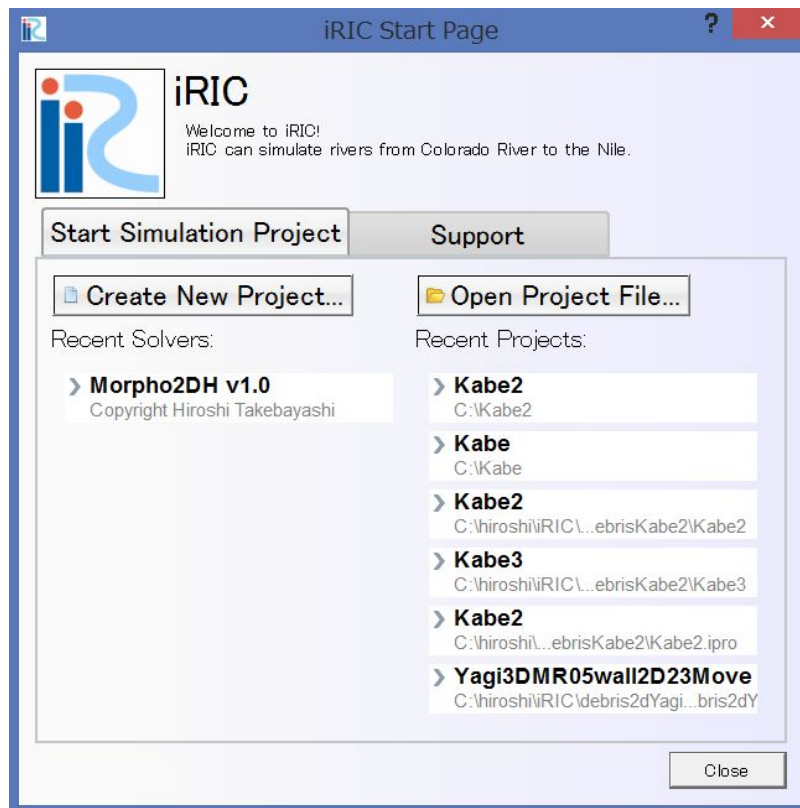 iRIC Start Page
?
iRIC
Welcome to iRIC!
iRIC can simulate rivers from Colorado River to the Nile.
Start Simulation Project
Support
Create New Project...
Open Project File...
Recent Solvers:
Recent Projects:
Morpho2DH v1.0
Copyright Hiroshi Takebayashi
Kabe2
C:\Kabe2
Kabe
C:\Kabe
Kabe2
C:\hiroshi\iRIC\...ebrisKabe2\Kabe2
Kabe3
C:\hiroshi\iRIC\...ebrisKabe2\Kabe3
Kabe2
C:\hiroshi\...ebrisKabe2\Kabe2.ipro
Yagi3DMR05wall2D23Move
C:\hiroshi\iRIC\debris2dYagi...bris2dY
Close